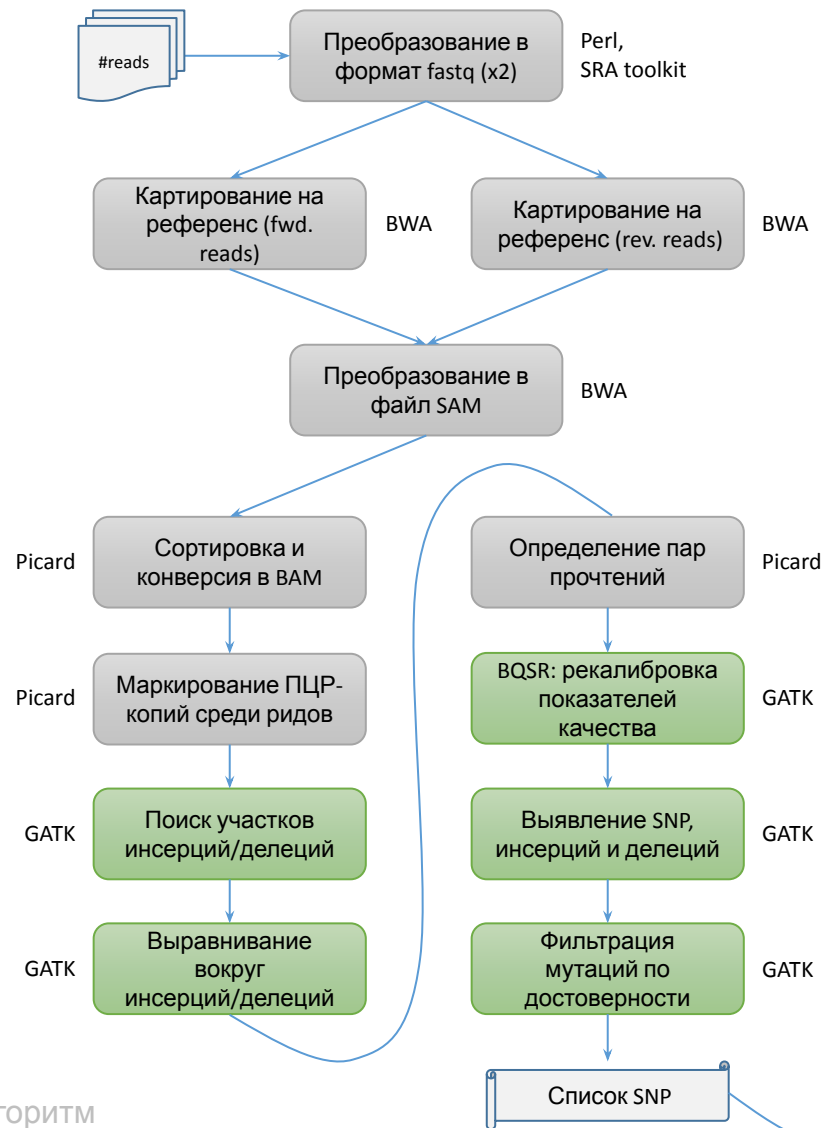 #reads
Преобразование в
формат fastq (x2)
Perl,
SRA toolkit
Картирование на
референс (fwd.
reads)
BWA
Картирование на
референс (rev. reads)
BWA
Преобразование в
файл SAM
BWA
Picard
Сортировка и
конверсия в BAM
Picard
Маркирование ПЦР-
копий среди ридов
GATK
Поиск участков
инсерций/делеций
GATK
Выравнивание
вокруг
инсерций/делеций
Определение пар
прочтений
Picard
BQSR: рекалибровка
показателей
качества
GATK
Выявление SNP,
инсерций и делеций
GATK
Фильтрация
мутаций по
достоверности
GATK
Список SNP
горитм